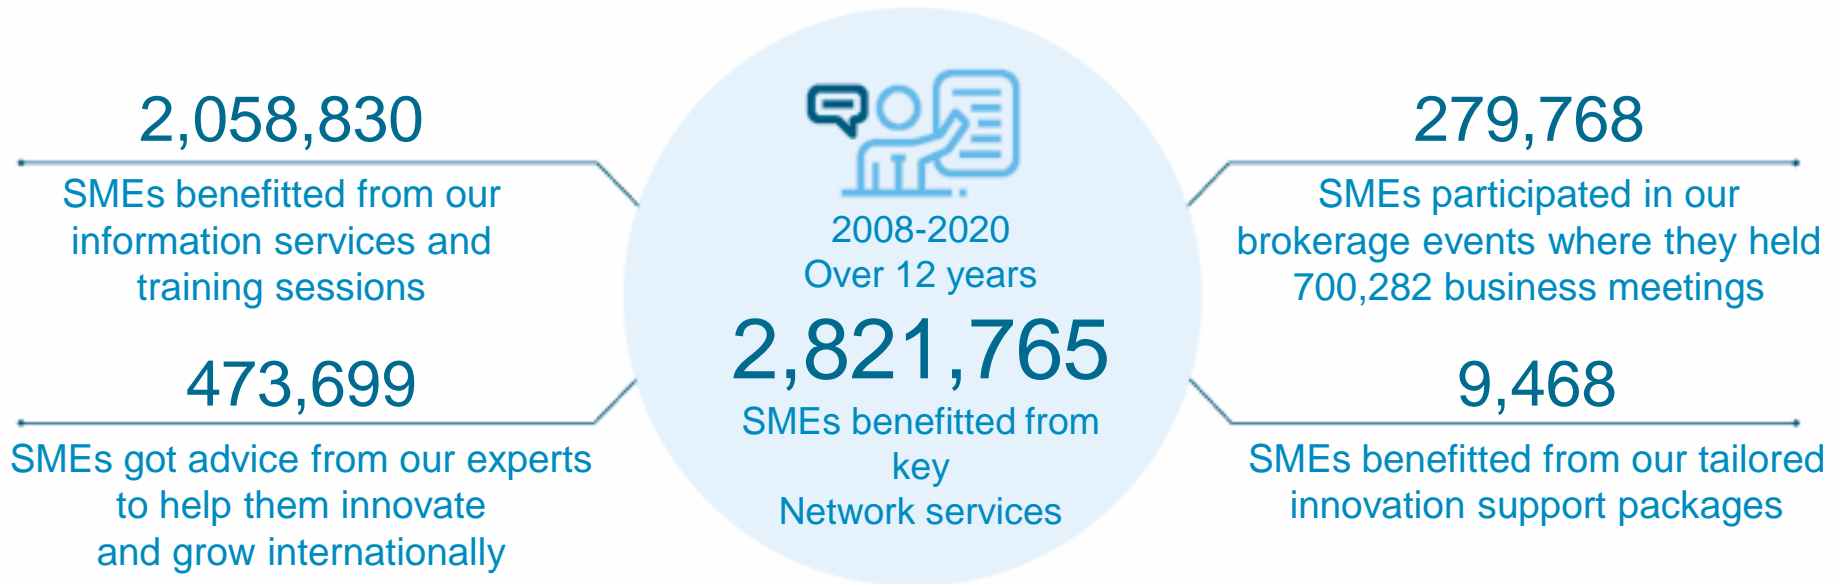 2,058,830
SMEs benefitted from our
information services and
training sessions
473,699
SMEs got advice from our experts
to help them innovate
and grow internationally
2008-2020
Over 12 years
2,821,765
SMEs benefitted from
key
Network services
279,768
SMEs participated in our
brokerage events where they held
700,282 business meetings
9,468
SMEs benefitted from our tailored
innovation support packages